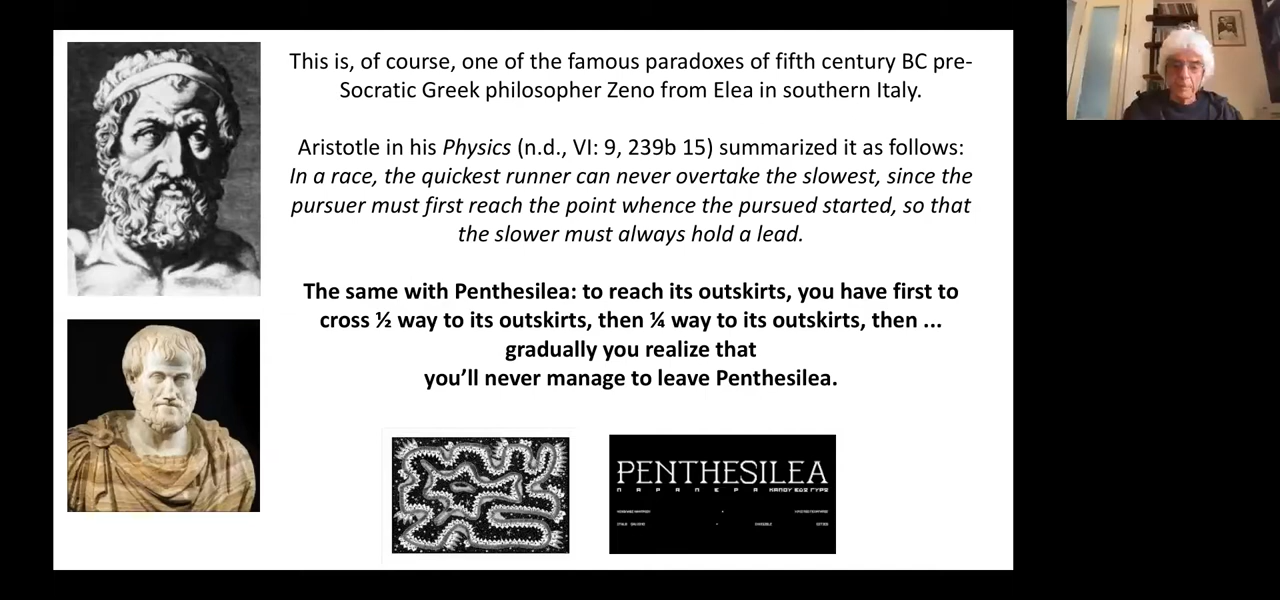 This is, of course, one of the famous paradoxes of fifth century BC pre-
Socratic Greek philosopher Zeno from Elea in southern Italy.
Aristotle in his Physics (n.d., VI: 9, 239b 15) summarized it as follows:
In a race, the quickest runner can never overtake the slowest, since the
pursuer must first reach the point whence the pursued started, so that
the slower must always hold a lead.
The same with Penthesilea: to reach its outskirts, you have first to
cross ½ way to its outskirts, then ¼ way to its outskirts, then ...
gradually you realize that
you’ll never manage to leave Penthesilea.
PENTHESILEA
ΠΑΡΑΠΕΡΑ ΚΑΠΟΥ ΕΔΩ ΓΥΡΩ